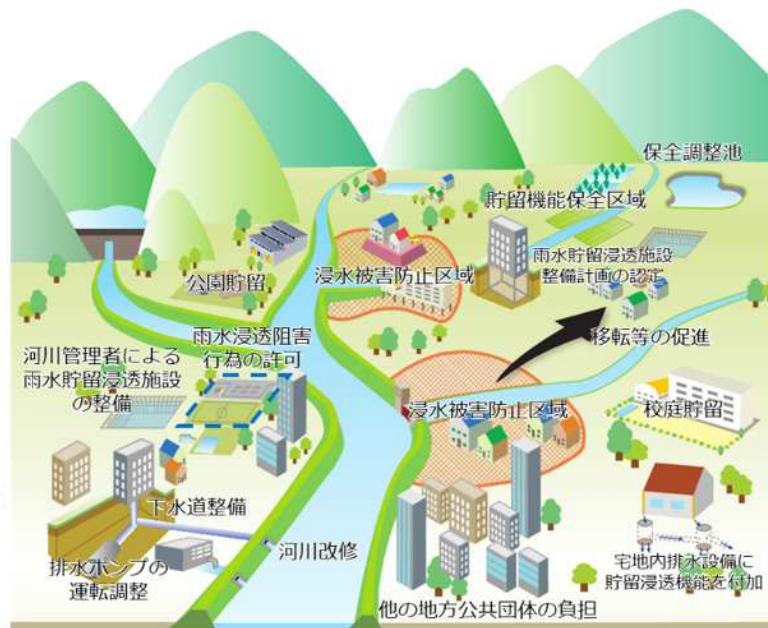 保全調整池
貯留機能保全区域
雨水貯留浸透施設
整備計画の認定
公園貯留
浸水被害防止区域
雨水浸透阻害
行為の許可
移転等の促進
河川管理者による
雨水貯留浸透施設
の整備
浸水被害防止区域
校庭貯留
下水道整備
河川改修
排水ポンプの
運転調整
宅地内排水設備に
貯留浸透機能を付加
他の地方公共団体の負担